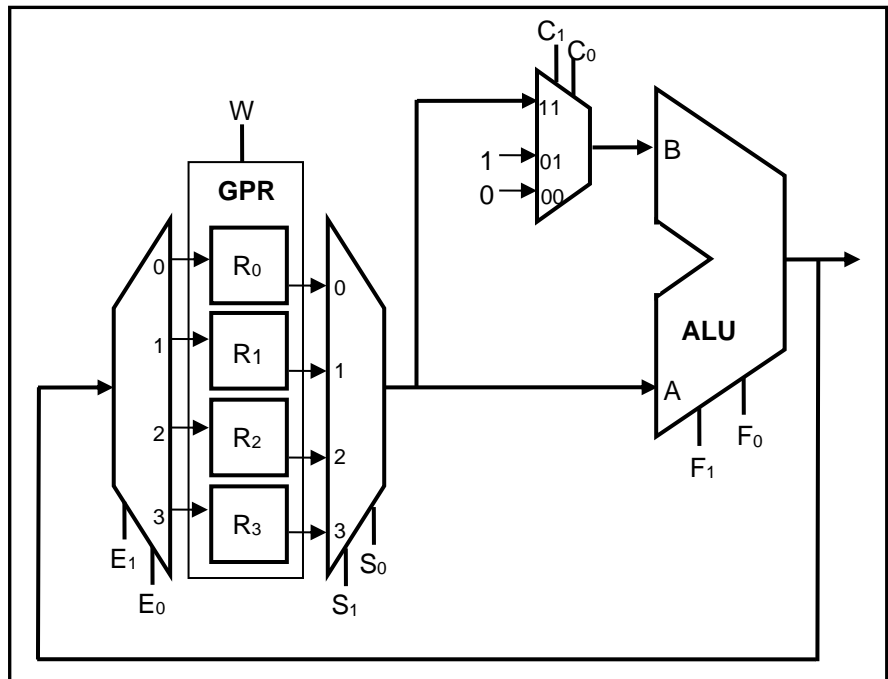 C₁
C₀
W
11
GPR
1
01
B
0
00
0
R₀
0
1
R₁
1
ALU
A
2
R₂
2
F₀
F₁
3
R₃
3
E₁
S₀
E₀
S₁